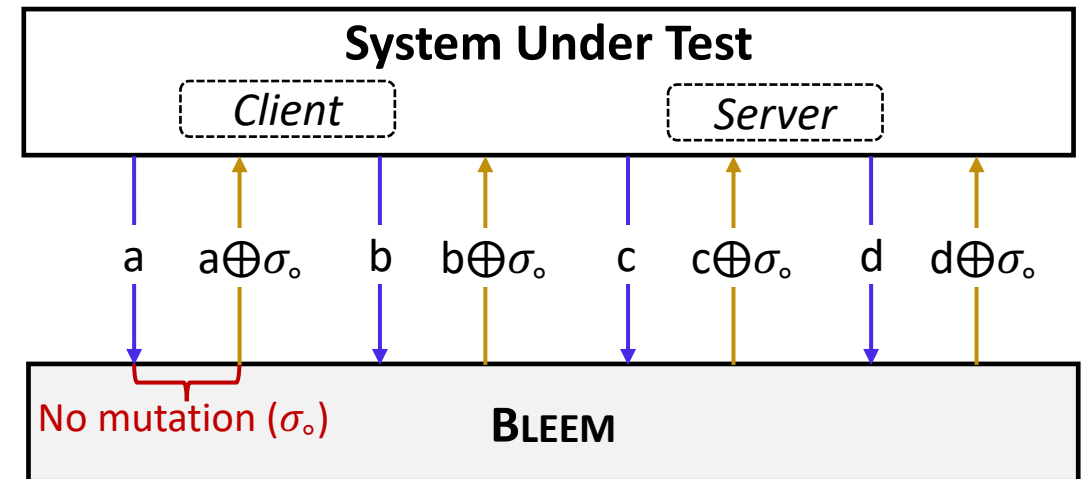 System Under Test
Client
Server
a a⊕σ∘ b b⊕σ∘ c c⊕σ∘ d d⊕σ∘
No mutation (σ∘)
BLEEM